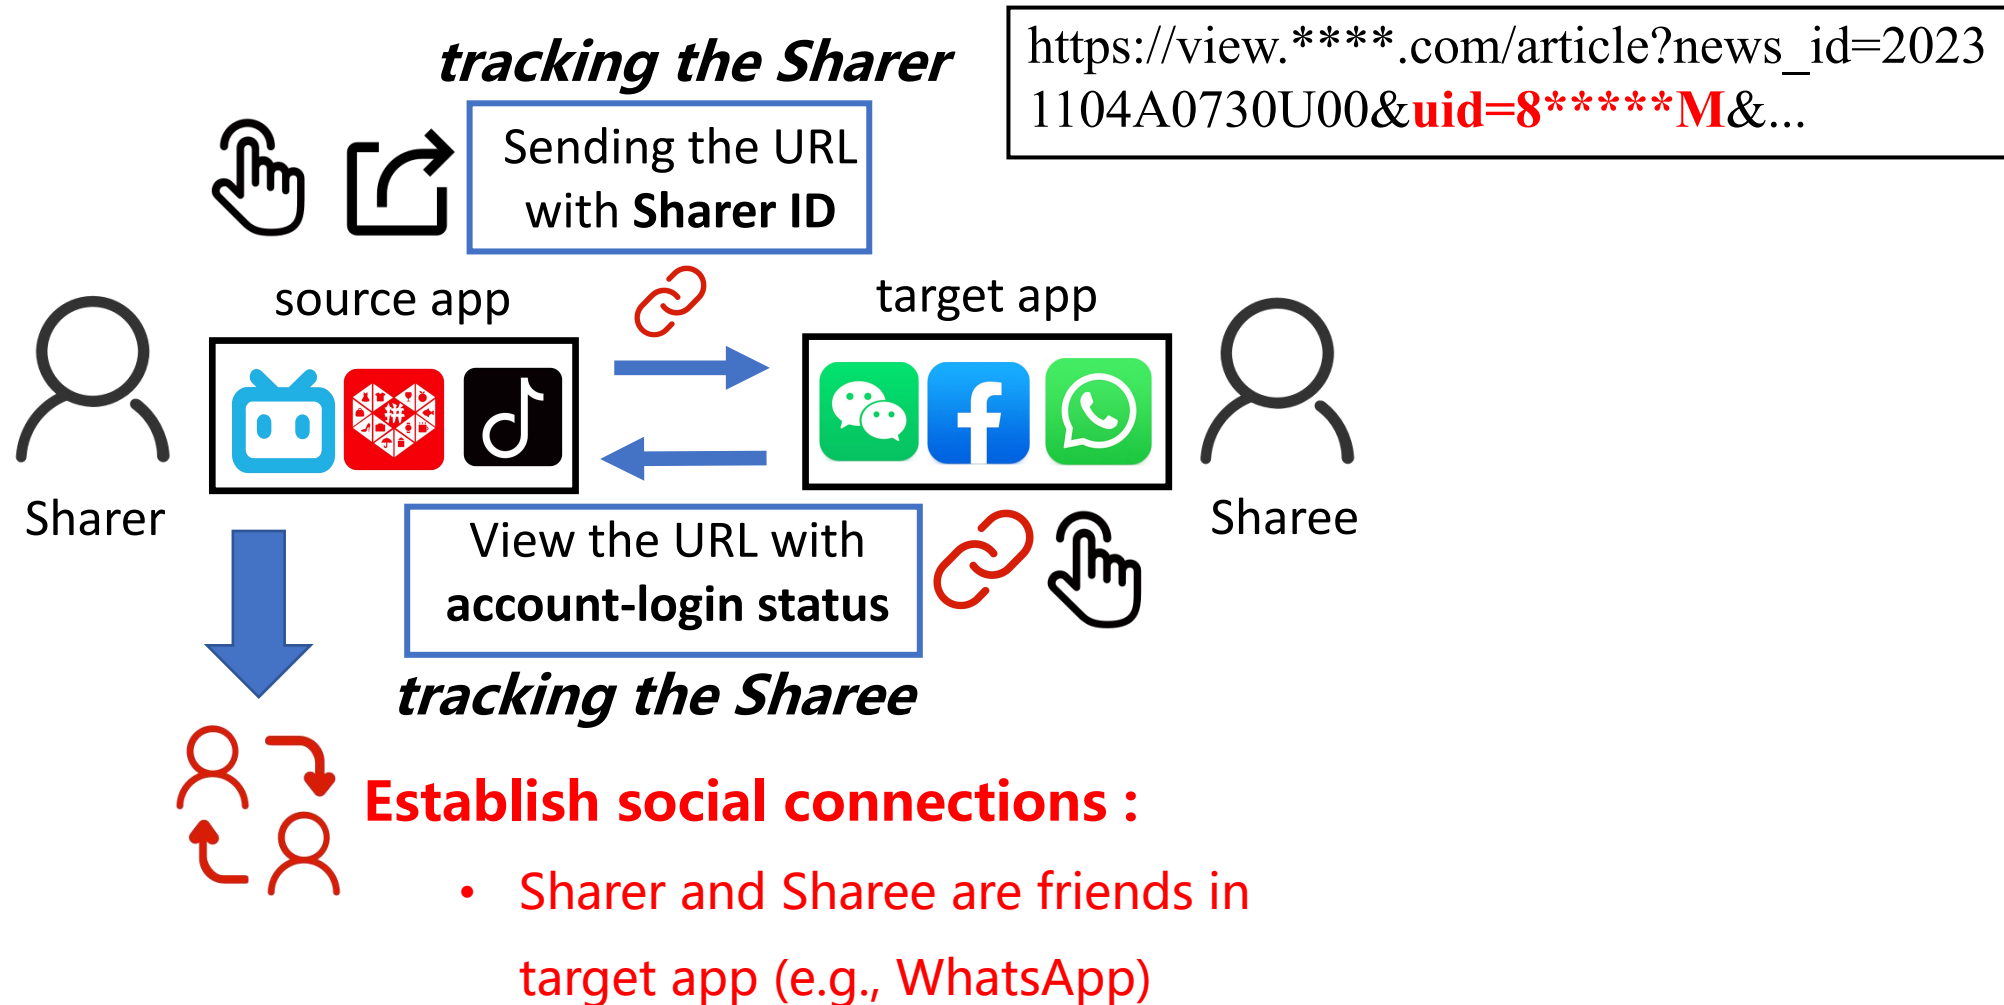 tracking the Sharer
https://view.****.com/article?news_id=2023
1104A0730U00&uid=8*****M&...
Sending the URL
with Sharer ID
source app
target app
拼
Sharer
Sharee
View the URL with
account-login status
tracking the Sharee
Establish social connections :
• Sharer and Sharee are friends in
target app (e.g., WhatsApp)